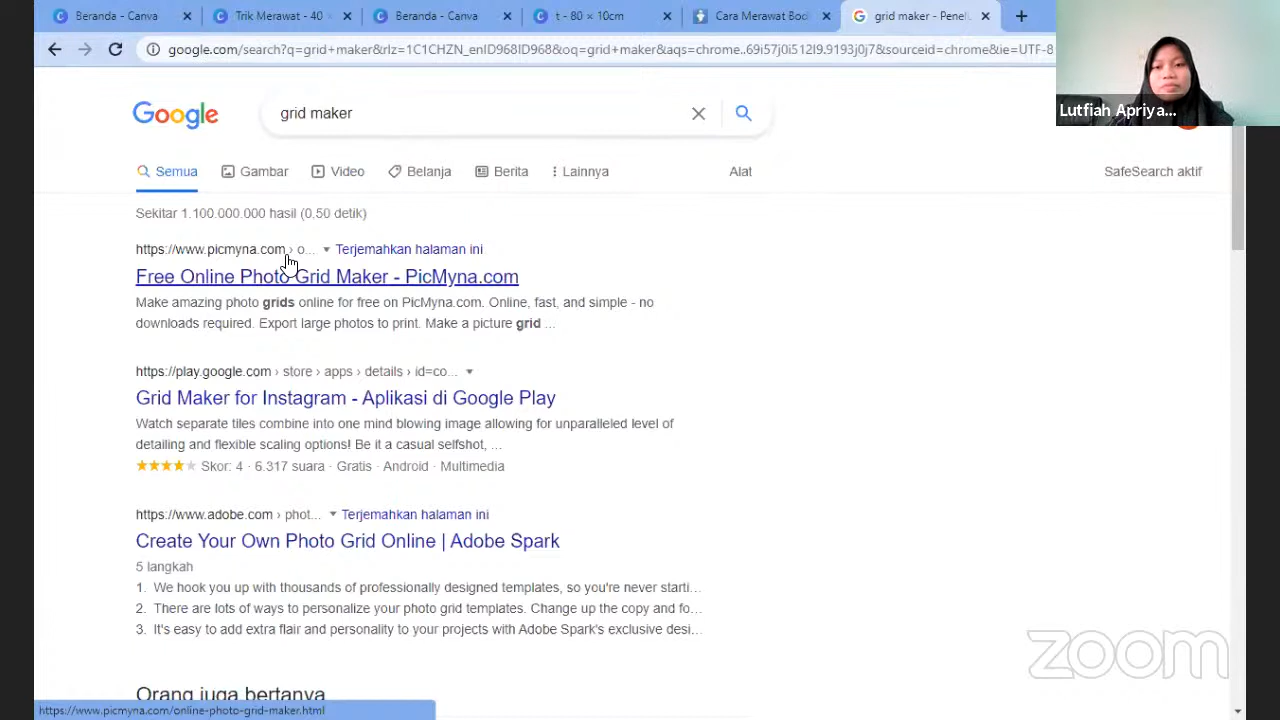 Beranda - Canva
Trik Merawat - 40
Beranda - Canva
t - 80 × 10cm
Cara Merawat Bod
grid maker - Penel
google.com/search?q=grid+maker&rlz=1C1CHZN_enID968ID968&oq=grid+maker&aqs=chrome..69i57j0i512l9.9193j0j7&sourceid=chrome&ie=UTF-8
Lutfiah Apriya...
Google
grid maker
Semua
Gambar
Video
Belanja
Berita
Lainnya
Alat
SafeSearch aktif
Sekitar 1.100.000.000 hasil (0,50 detik)
https://www.picmyna.com › o... Terjemahkan halaman ini
Free Online Photo Grid Maker - PicMyna.com
Make amazing photo grids online for free on PicMyna.com. Online, fast, and simple - no
downloads required. Export large photos to print. Make a picture grid ...
https://play.google.com › store › apps › details › id=co...
Grid Maker for Instagram - Aplikasi di Google Play
Watch separate tiles combine into one mind blowing image allowing for unparalleled level of
detailing and flexible scaling options! Be it a casual selfshot, ...
Skor: 4 · 6.317 suara · Gratis · Android · Multimedia
https://www.adobe.com › phot... Terjemahkan halaman ini
Create Your Own Photo Grid Online | Adobe Spark
5 langkah
1. We hook you up with thousands of professionally designed templates, so you're never starti...
2. There are lots of ways to personalize your photo grid templates. Change up the copy and fo...
3. It's easy to add extra flair and personality to your projects with Adobe Spark's exclusive desi...
zoom
Orang juga bertanya
https://www.picmyna.com/online-photo-grid-maker.html